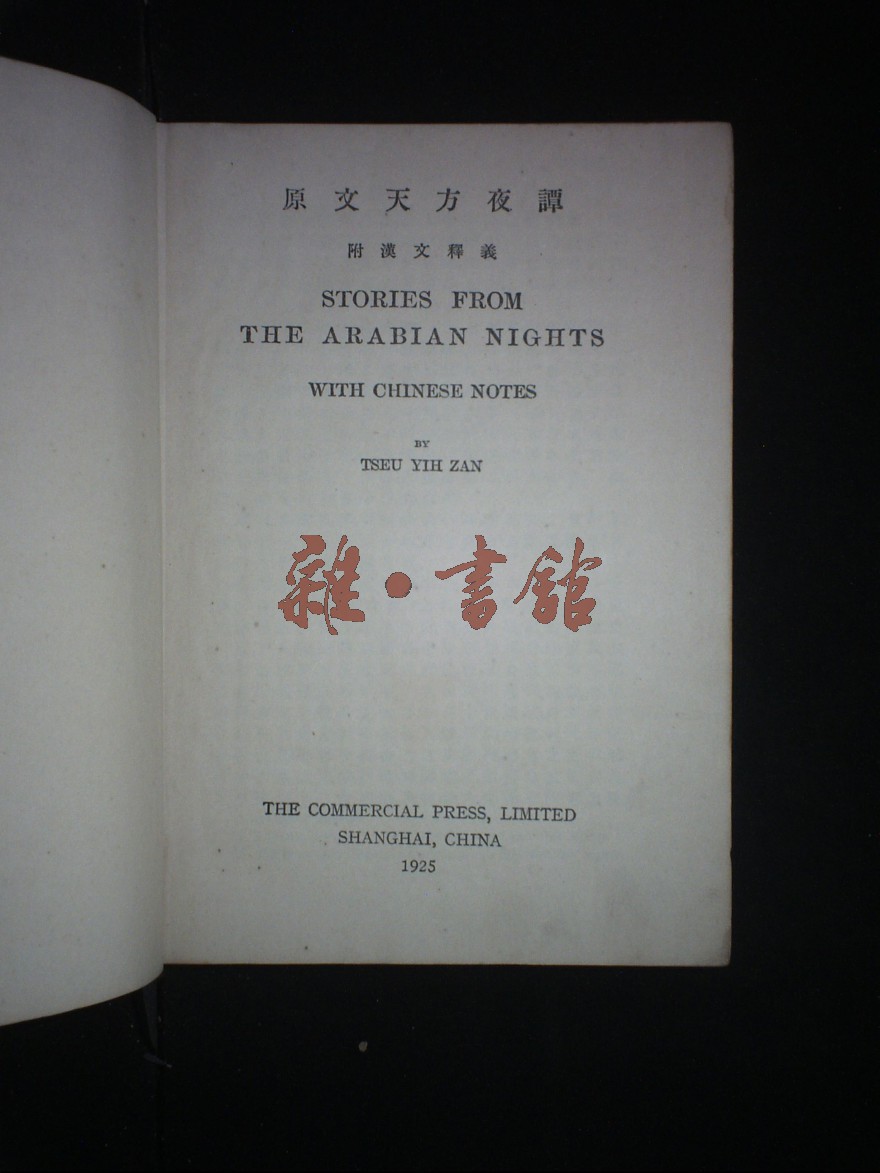 原文天方夜譚
附漢文釋義
STORIES FROM
THE ARABIAN NIGHTS
WITH CHINESE NOTES
BY
TSEU YIH ZAN
雜·書館
THE COMMERCIAL PRESS, LIMITED
SHANGHAI, CHINA
1925